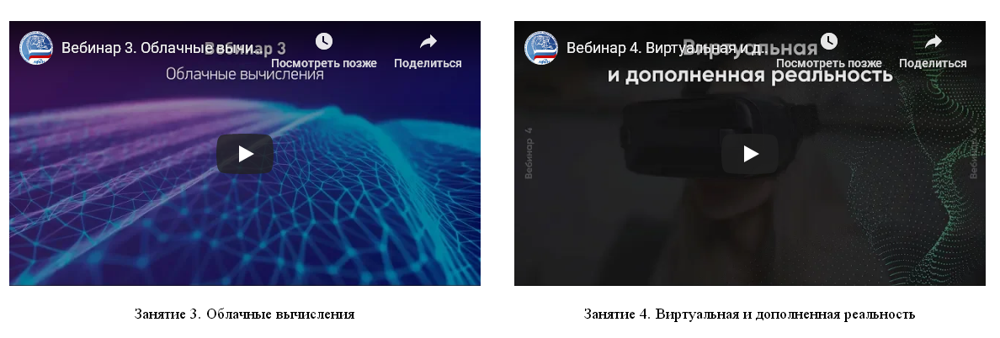 Вебинар 3. Облачные вычи...
Вебинар 3
Посмотреть позже
Поделиться
Облачные вычисления
Занятие 3. Облачные вычисления
Вебинар 4. Виртуальная и д...
Виртуальная
Посмотреть позже
Поделиться
и дополненная реальность
Вебинар 4
Вебинар 4
Занятие 4. Виртуальная и дополненная реальность